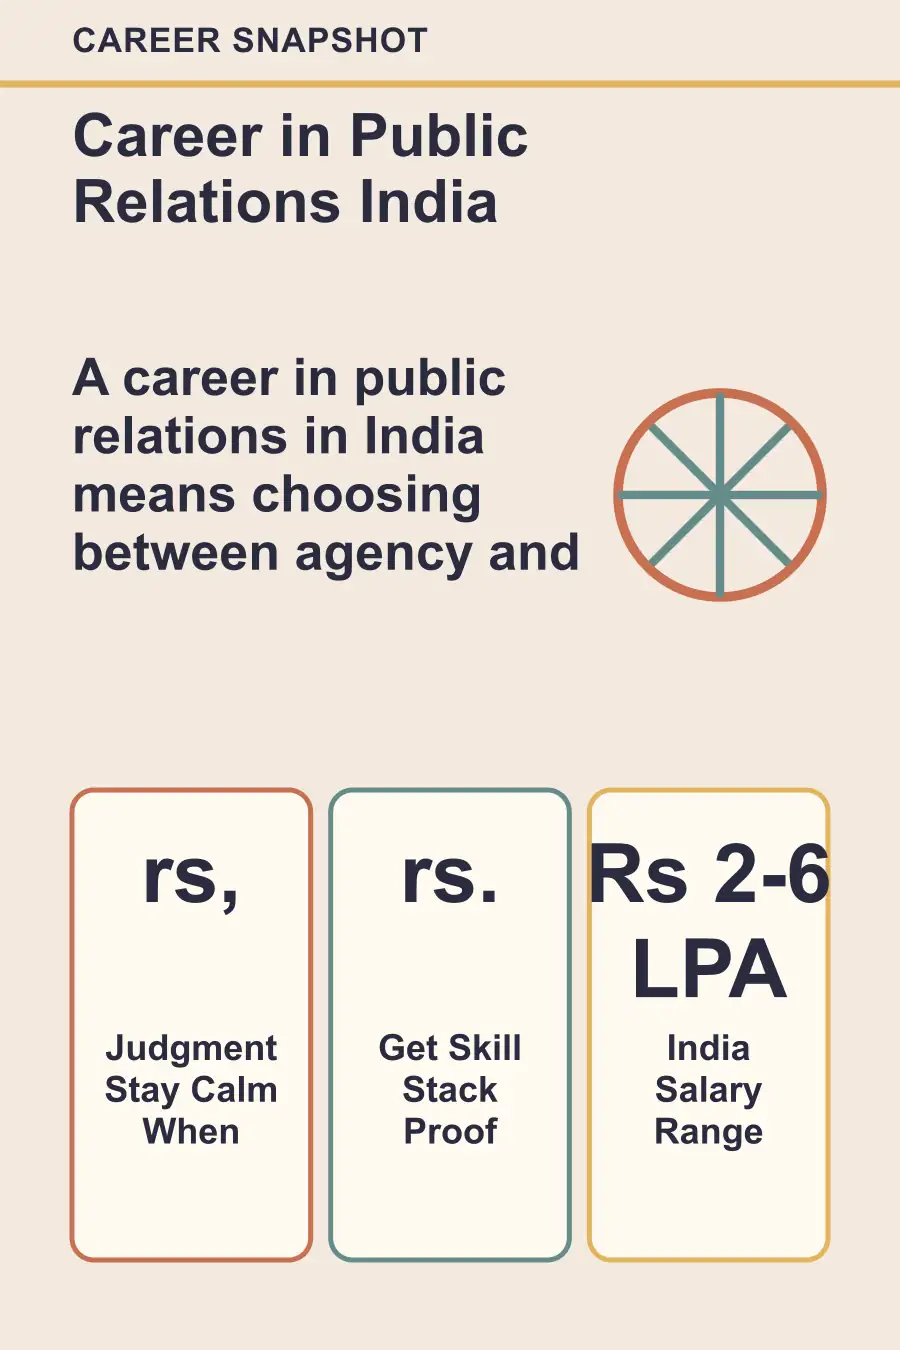 CAREER SNAPSHOT
Career in Public
Relations India
A career in public
relations in India
means choosing
between agency and
rs,
Judgment
Stay Calm
When
rs.
Get Skill
Stack
Proof
Rs 2-6
LPA
India
Salary
Range